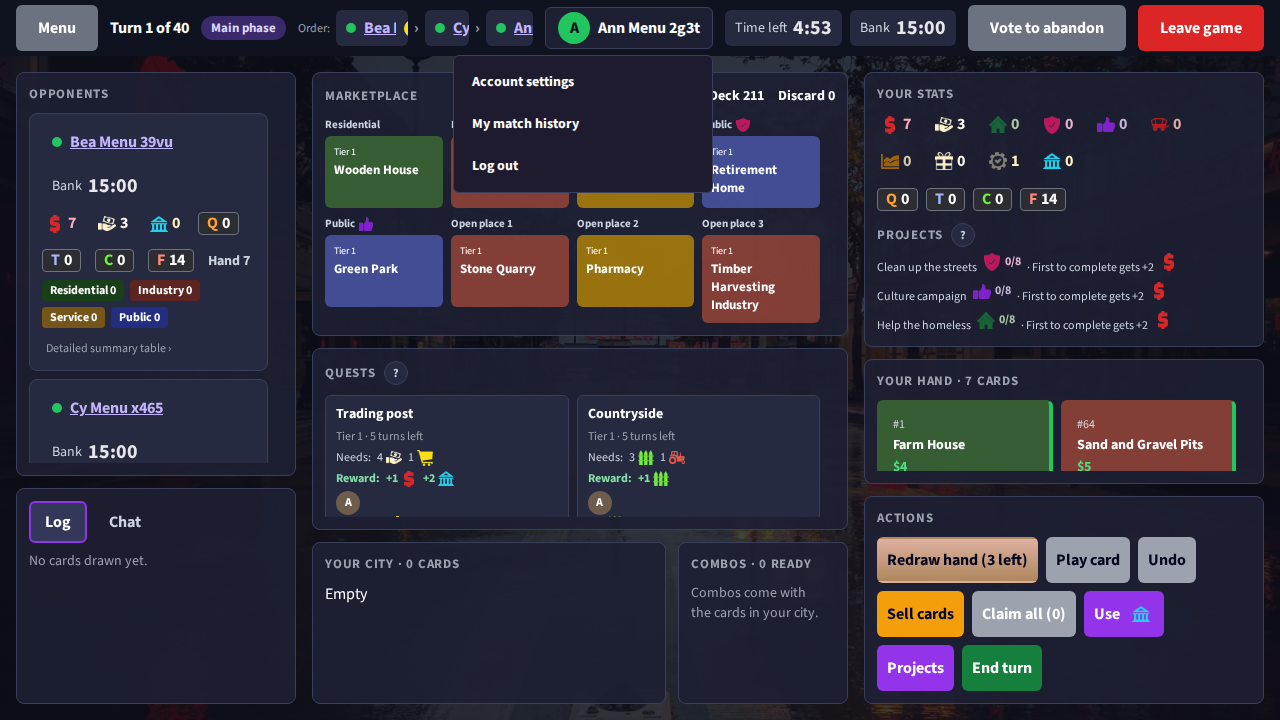 Menu
Turn 1 of 40
Main phase
Order:
Bea
›
Cy
›
An
A
Ann Menu 2g3t
Time left 4:53
Bank 15:00
Vote to abandon
Leave game
Account settings
My match history
Log out
OPPONENTS
Bea Menu 39vu
Bank 15:00
7
3
0
Q 0
T 0
C 0
F 14
Hand 7
Residential 0
Industry 0
Service 0
Public 0
Detailed summary table ›
Cy Menu x465
Bank 15:00
Log
Chat
No cards drawn yet.
MARKETPLACE
Deck 211
Discard 0
Residential
Tier 1
Wooden House
Tier 1
Retirement
Home
Public
Tier 1
Green Park
Open place 1
Tier 1
Stone Quarry
Open place 2
Tier 1
Pharmacy
Open place 3
Tier 1
Timber
Harvesting
Industry
QUESTS
?
Trading post
Tier 1 · 5 turns left
Needs: 4 1
Reward: +1 +2
A
Countryside
Tier 1 · 5 turns left
Needs: 3 1
Reward: +1
A
YOUR CITY · 0 CARDS
Empty
COMBOS · 0 READY
Combos come with
the cards in your city.
YOUR STATS
7
3
0
0
0
0
0
0
1
0
Q 0
T 0
C 0
F 14
PROJECTS
?
Clean up the streets 0/8 · First to complete gets +2
Culture campaign 0/8 · First to complete gets +2
Help the homeless 0/8 · First to complete gets +2
YOUR HAND · 7 CARDS
#1
Farm House
$4
#64
Sand and Gravel Pits
$5
ACTIONS
Redraw hand (3 left)
Play card
Undo
Sell cards
Claim all (0)
Use
Projects
End turn